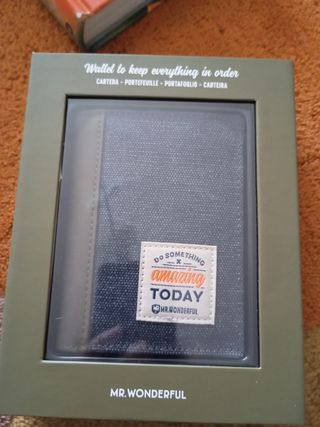 Wallet to keep everything in order
CARTERA - PORTEFEUILLE - PORTAFOGLIO - CARTEIRA
DO SOMETHING
x
amazing
TODAY
MR.WONDERFUL
MR.WONDERFUL